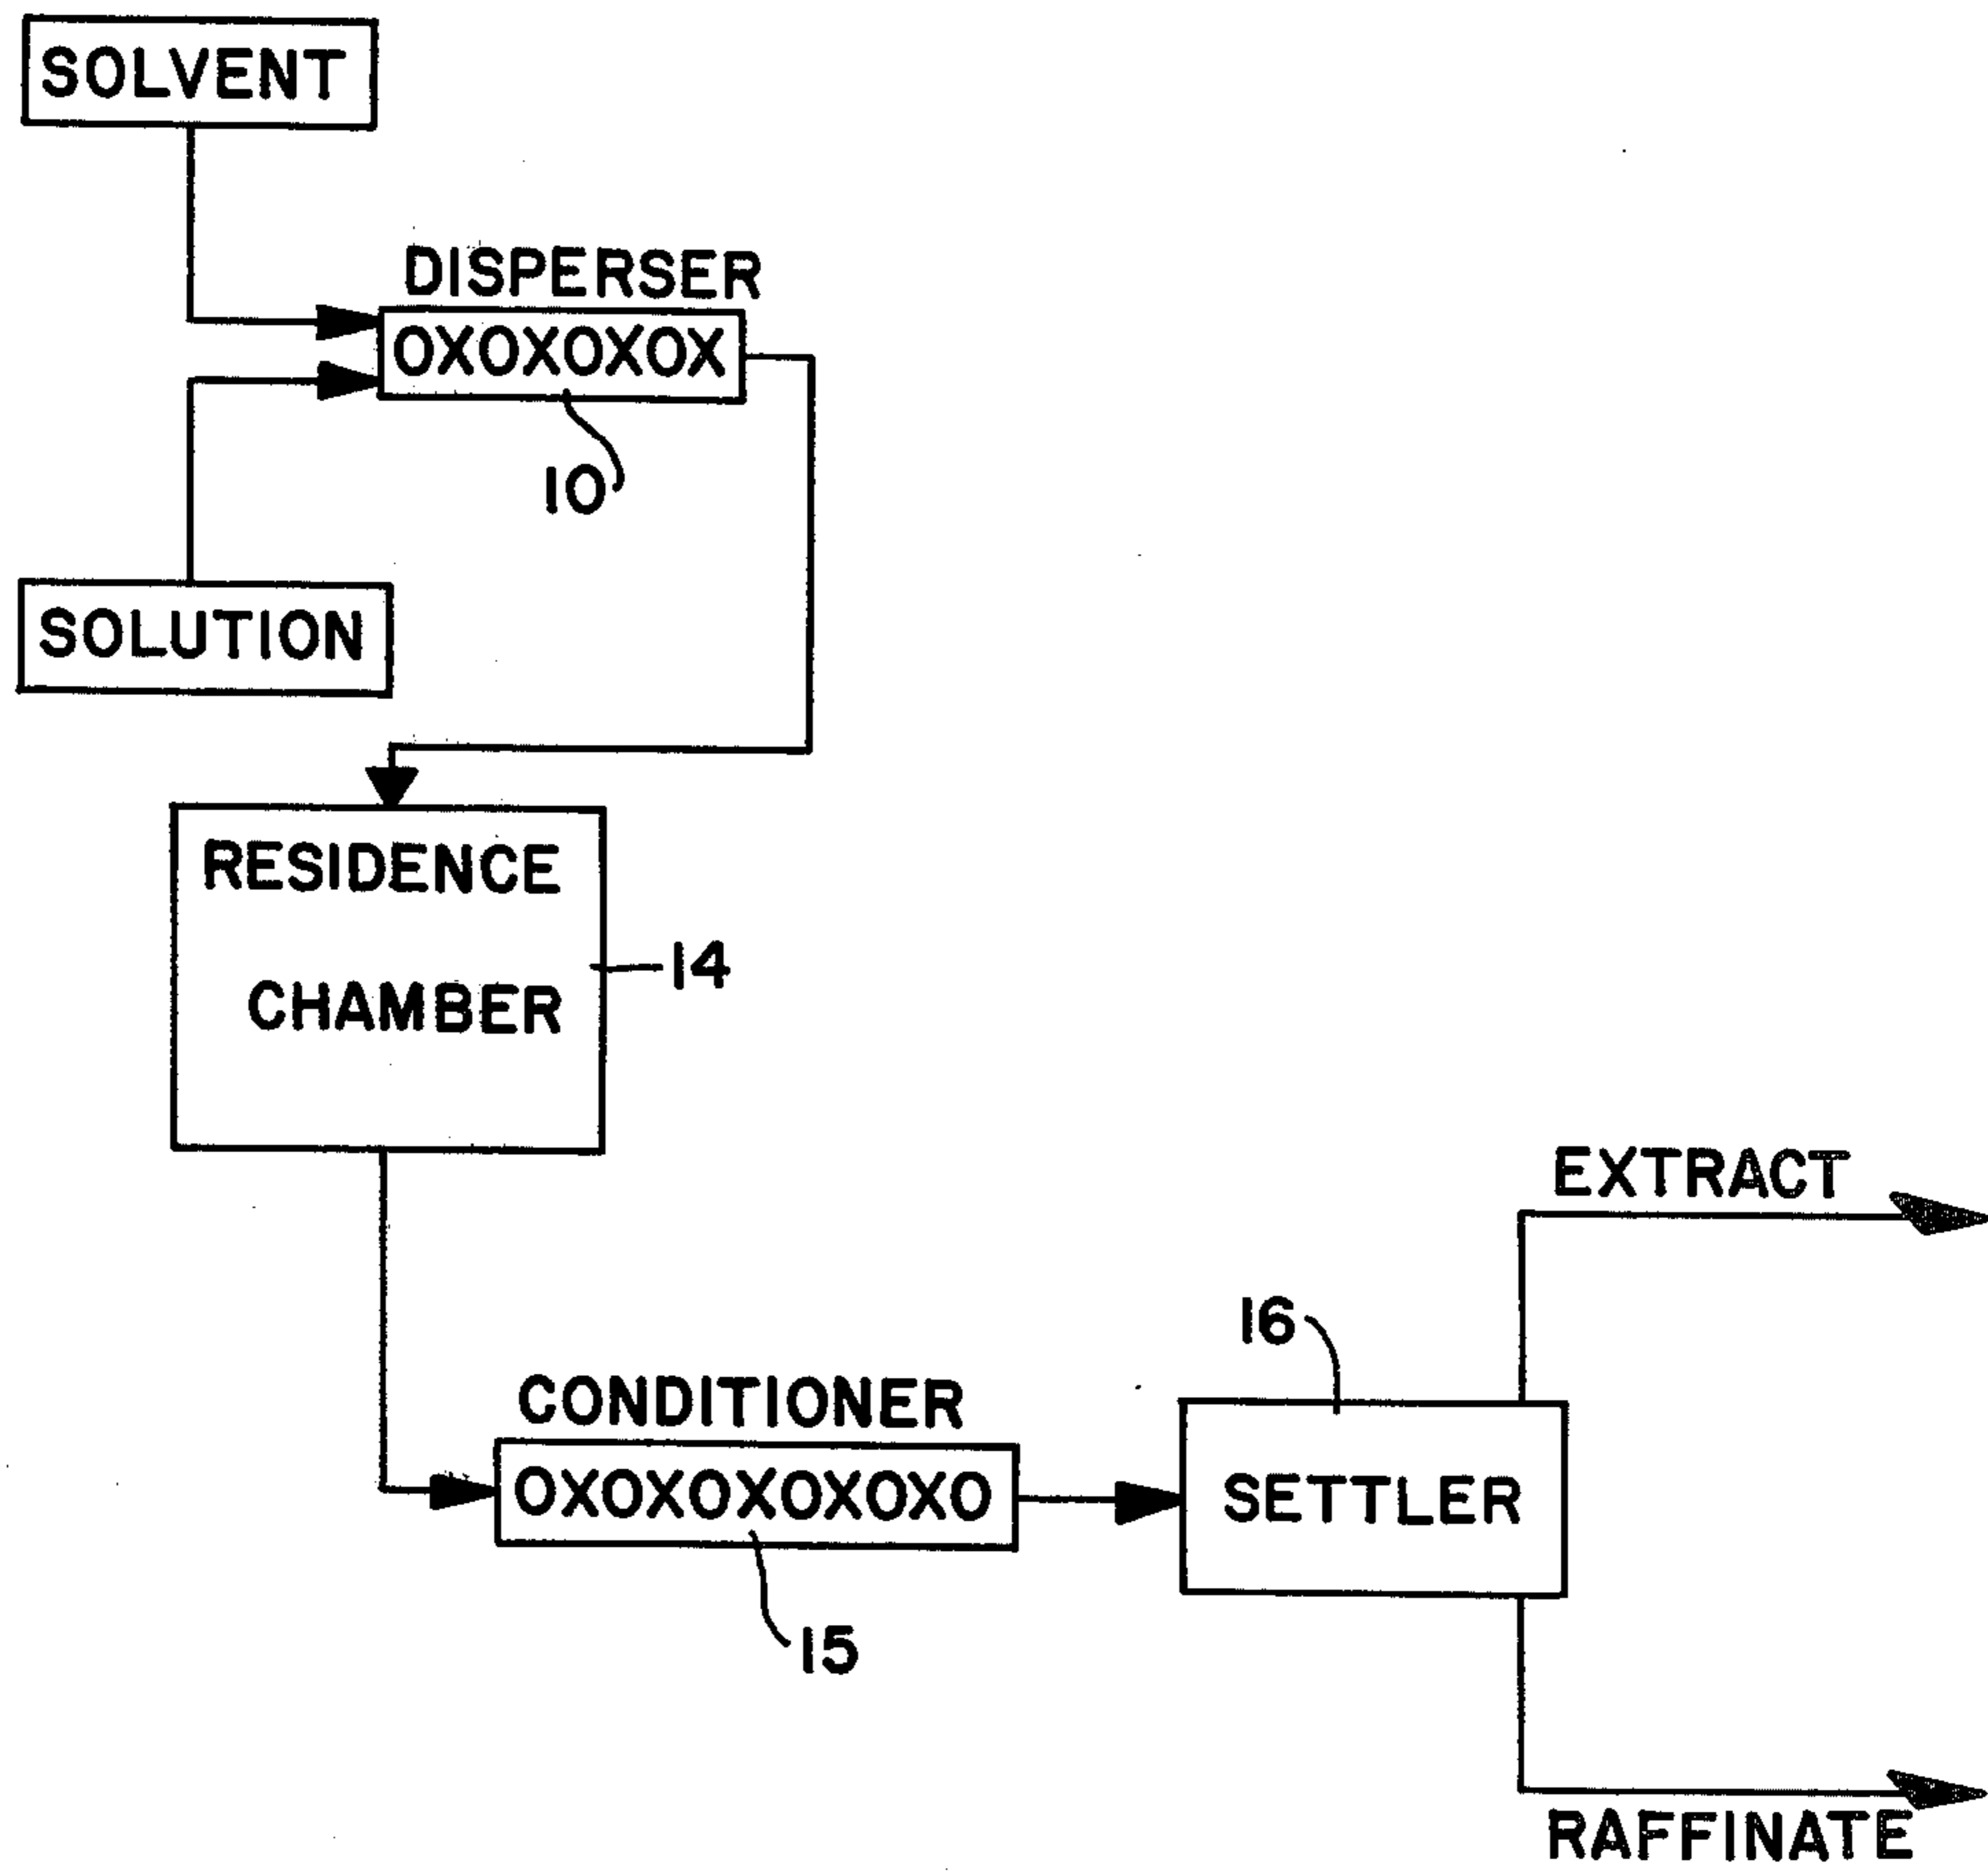 SOLVENT
DISPERSER
OXOXOXOX
10
SOLUTION
RESIDENCE
CHAMBER
14
EXTRACT
16
CONDITIONER
OXOXOXOXOXO
SETTLER
15
RAFFINATE